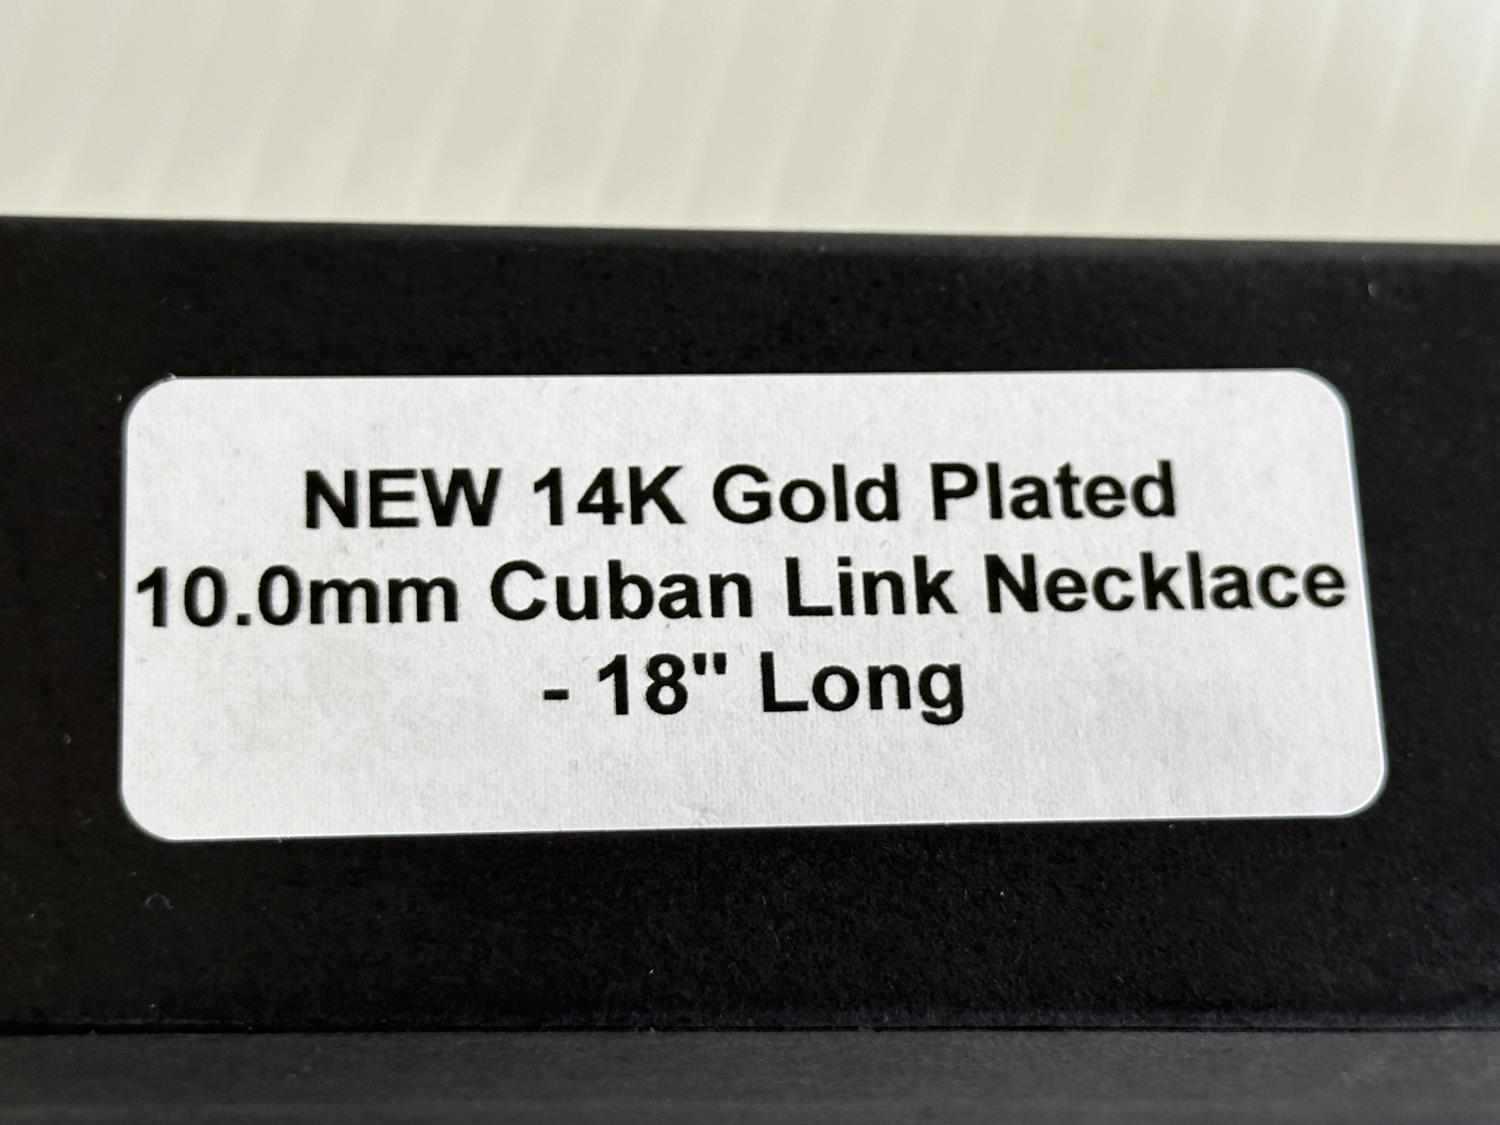 NEW 14K Gold Plated
10.0mm Cuban Link Necklace
- 18" Long